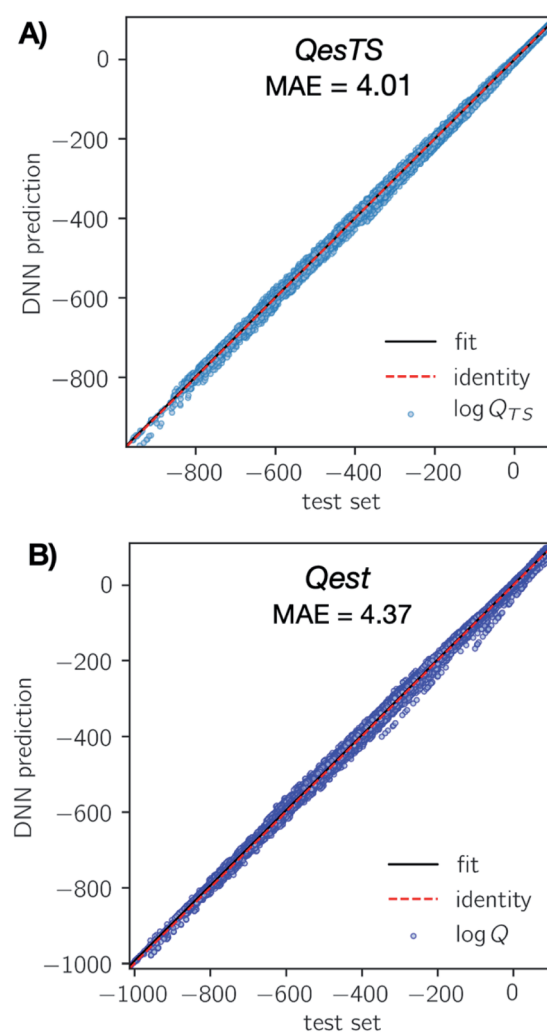 A)
QesTS
MAE = 4.01
0
−200
−400
−600
−800
DNN prediction
fit
identity
log Q_TS
−800 −600 −400 −200 0
test set
B)
Qest
MAE = 4.37
0
−200
−400
−600
−800
−1000
DNN prediction
fit
identity
log Q
−1000 −800 −600 −400 −200 0
test set